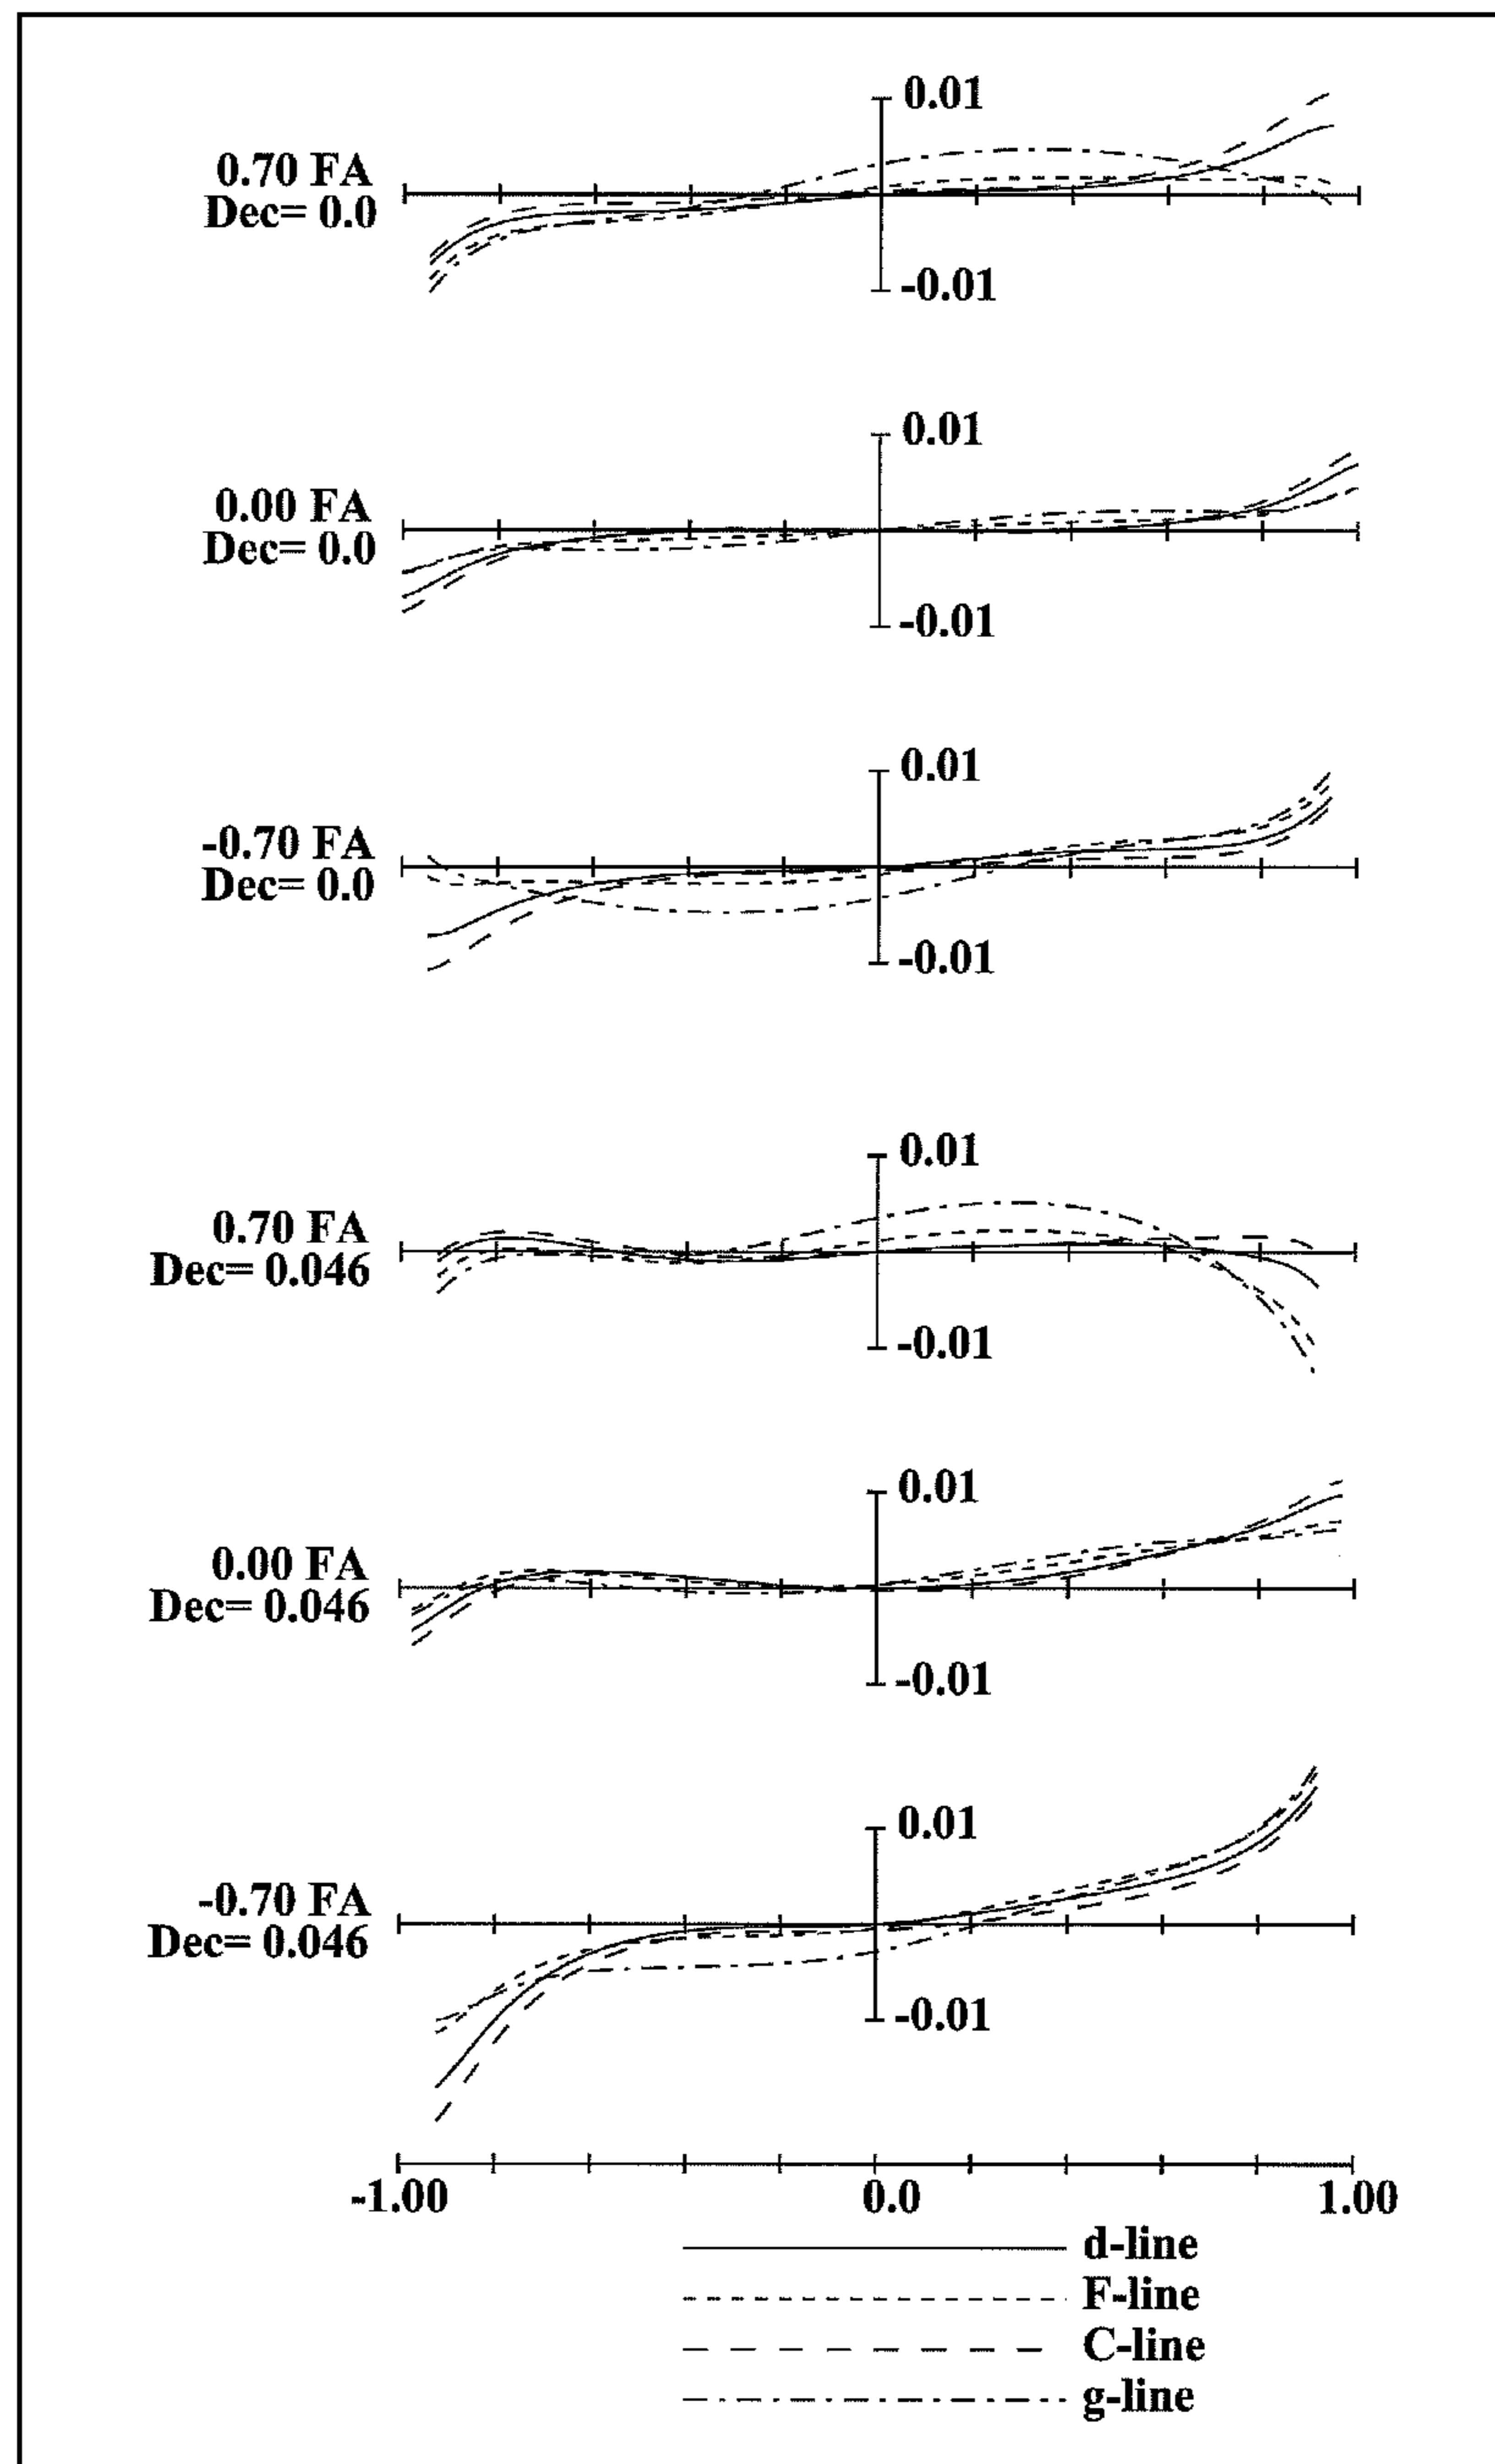 0.01
0.70 FA
Dec= 0.0
-0.01
0.01
0.00 FA
Dec= 0.0
-0.01
0.01
-0.70 FA
Dec= 0.0
-0.01
0.01
0.70 FA
Dec= 0.046
-0.01
0.01
0.00 FA
Dec= 0.046
-0.01
0.01
-0.70 FA
Dec= 0.046
-0.01
-1.00 0.0 1.00
d-line
F-line
C-line
g-line